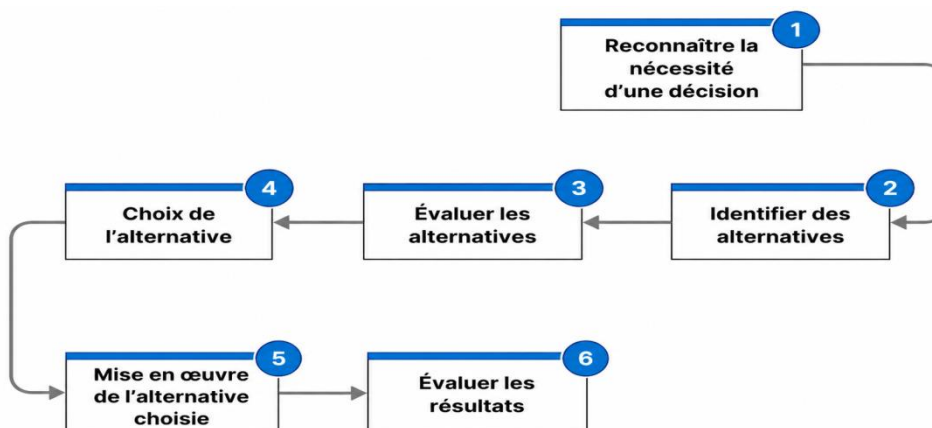 1
Reconnaître la
nécessité
d'une décision
2
Identifier des
alternatives
3
Évaluer les
alternatives
4
Choix de
l'alternative
5
Mise en œuvre
de l'alternative
choisie
6
Évaluer les
résultats